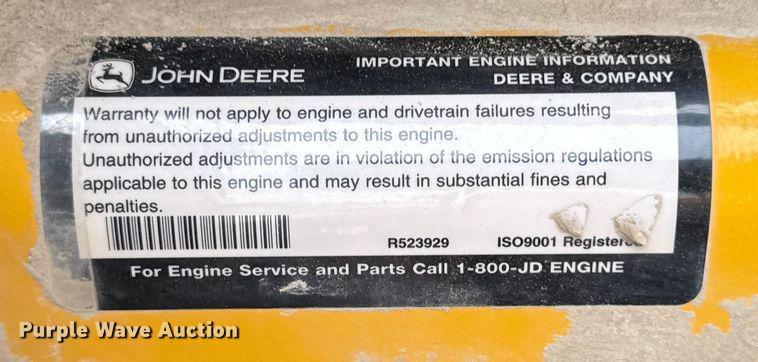 JOHN DEERE
IMPORTANT ENGINE INFORMATION
DEERE & COMPANY
Warranty will not apply to engine and drivetrain failures resulting
from unauthorized adjustments to this engine.
Unauthorized adjustments are in violation of the emission regulations
applicable to this engine and may result in substantial fines and
penalties.
R523929 ISO9001 Registered
For Engine Service and Parts Call 1-800-JD ENGINE
Purple Wave Auction